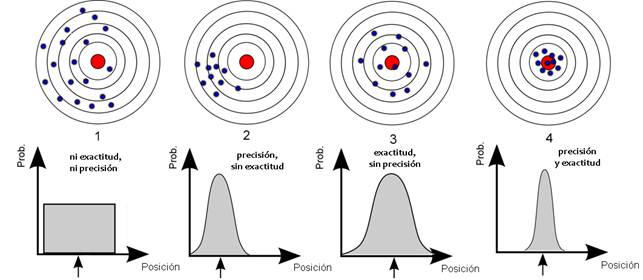 1
2
3
4
Prob.
ni exactitud,
ni precisión
Posición
Prob.
precisión,
sin exactitud
Posición
Prob.
exactitud,
sin precisión
Posición
Prob.
precisión
y exactitud
Posición